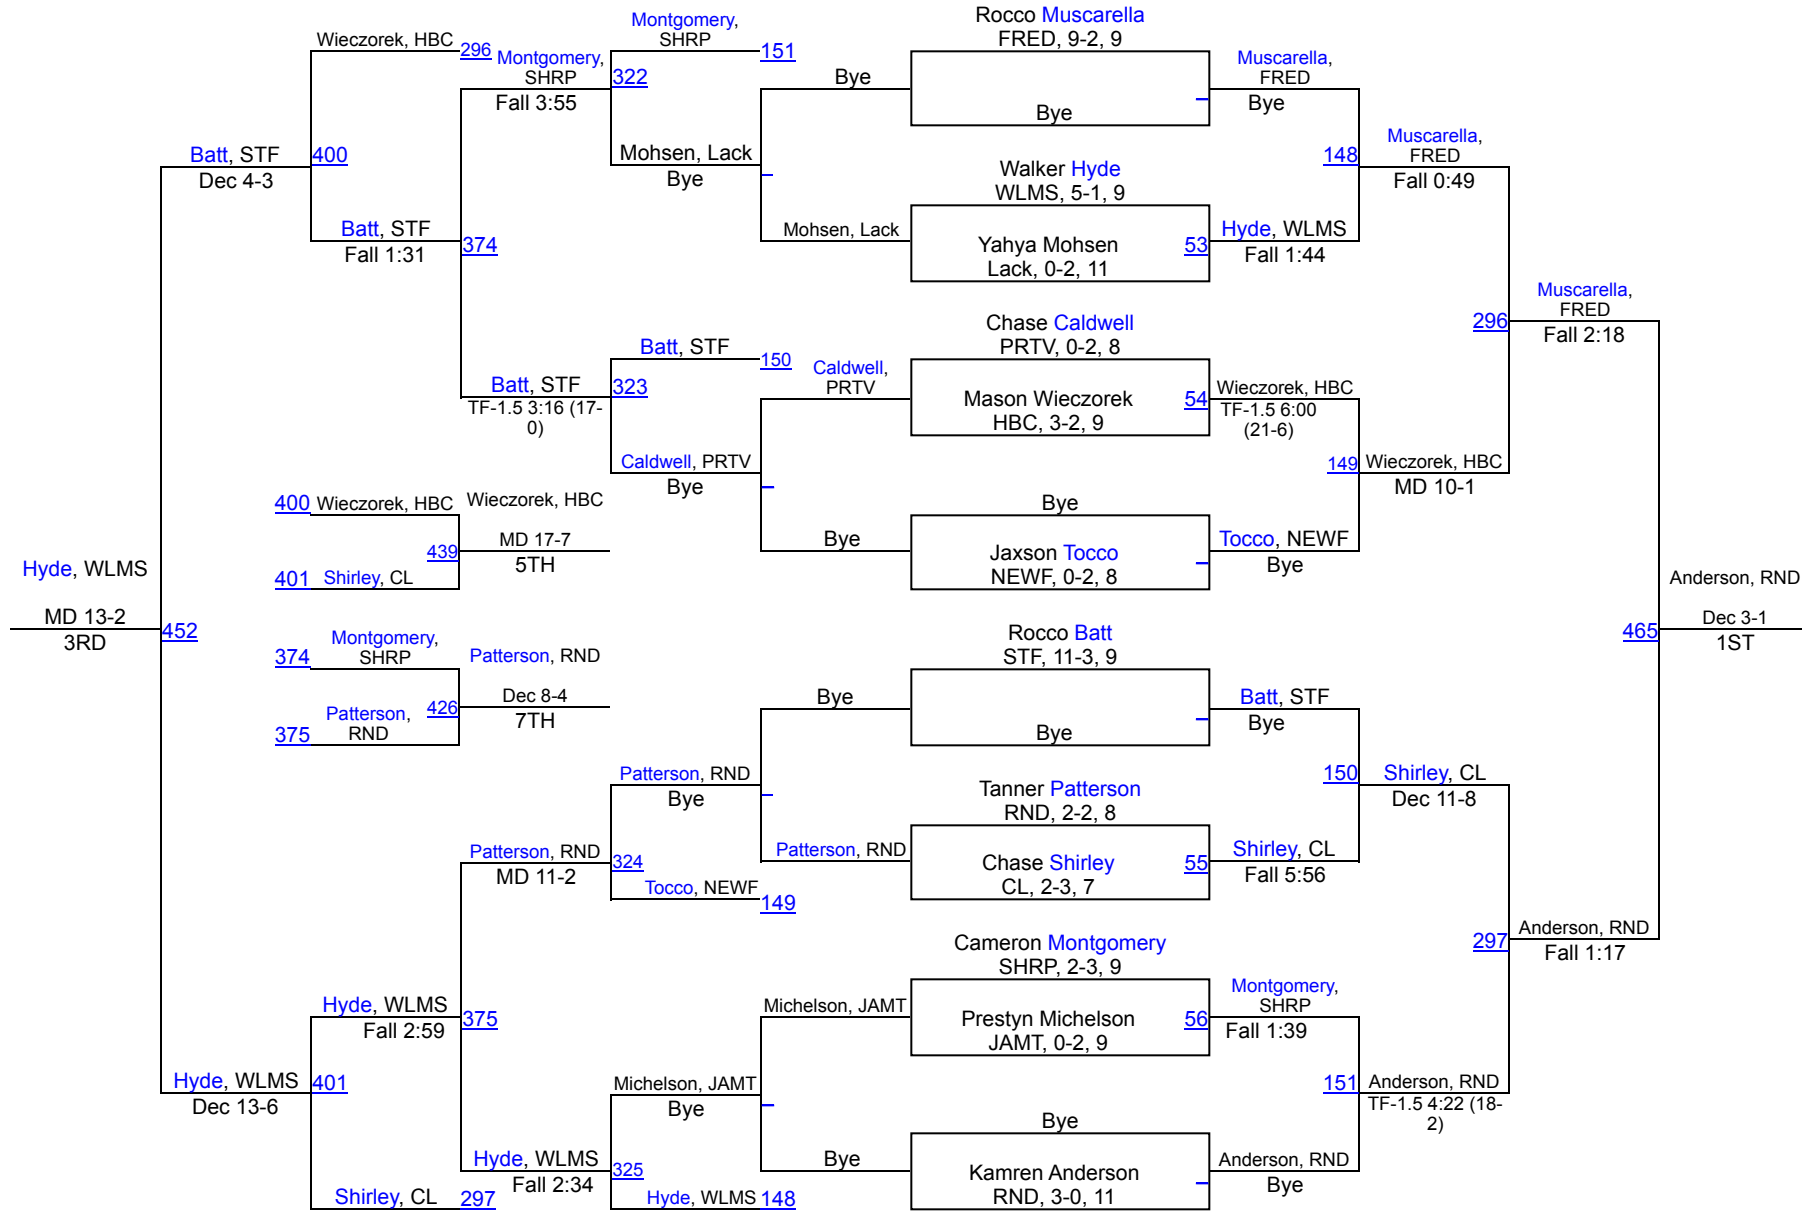 Rocco Muscarella
FRED, 9-2, 9
Bye
Walker Hyde
WLMS, 5-1, 9
Yahya Mohsen
Lack, 0-2, 11
53
Chase Caldwell
PRTV, 0-2, 8
Mason Wieczorek
HBC, 3-2, 9
54
Bye
Jaxson Tocco
NEWF, 0-2, 8
Rocco Batt
STF, 11-3, 9
Bye
Tanner Patterson
RND, 2-2, 8
Chase Shirley
CL, 2-3, 7
55
Cameron Montgomery
SHRP, 2-3, 9
Prestyn Michelson
JAMT, 0-2, 9
56
Bye
Kamren Anderson
RND, 3-0, 11
Muscarella,
FRED
Bye
148
Hyde, WLMS
Fall 1:44
Wieczorek, HBC
TF-1.5 6:00
(21-6)
149
Tocco, NEWF
Bye
Batt, STF
Bye
150
Shirley, CL
Fall 5:56
Montgomery,
SHRP
Fall 1:39
151
Anderson, RND
Bye
Muscarella,
FRED
Fall 0:49
296
Wieczorek, HBC
MD 10-1
Shirley, CL
Dec 11-8
297
Anderson, RND
TF-1.5 4:22 (18-
2)
Muscarella,
FRED
Fall 2:18
465
Anderson, RND
Fall 1:17
Anderson, RND
Dec 3-1
1ST
Bye
Mohsen, Lack
Caldwell,
PRTV
Bye
Bye
Patterson, RND
Michelson, JAMT
Bye
Montgomery,
SHRP
151
322
Mohsen, Lack
Bye
Batt, STF
150
323
Caldwell, PRTV
Bye
Patterson, RND
Bye
324
Tocco, NEWF
149
Michelson, JAMT
Bye
325
Hyde, WLMS
148
Montgomery,
SHRP
Fall 3:55
374
Batt, STF
TF-1.5 3:16 (17-
0)
Patterson, RND
MD 11-2
375
Hyde, WLMS
Fall 2:34
Wieczorek, HBC
296
400
Batt, STF
Fall 1:31
Hyde, WLMS
Fall 2:59
401
Shirley, CL
297
Batt, STF
Dec 4-3
452
Hyde, WLMS
Dec 13-6
Hyde, WLMS
MD 13-2
3RD
400
Wieczorek, HBC
401
Shirley, CL
439
Wieczorek, HBC
MD 17-7
5TH
374
Montgomery,
SHRP
375
Patterson,
RND
426
Patterson, RND
Dec 8-4
7TH